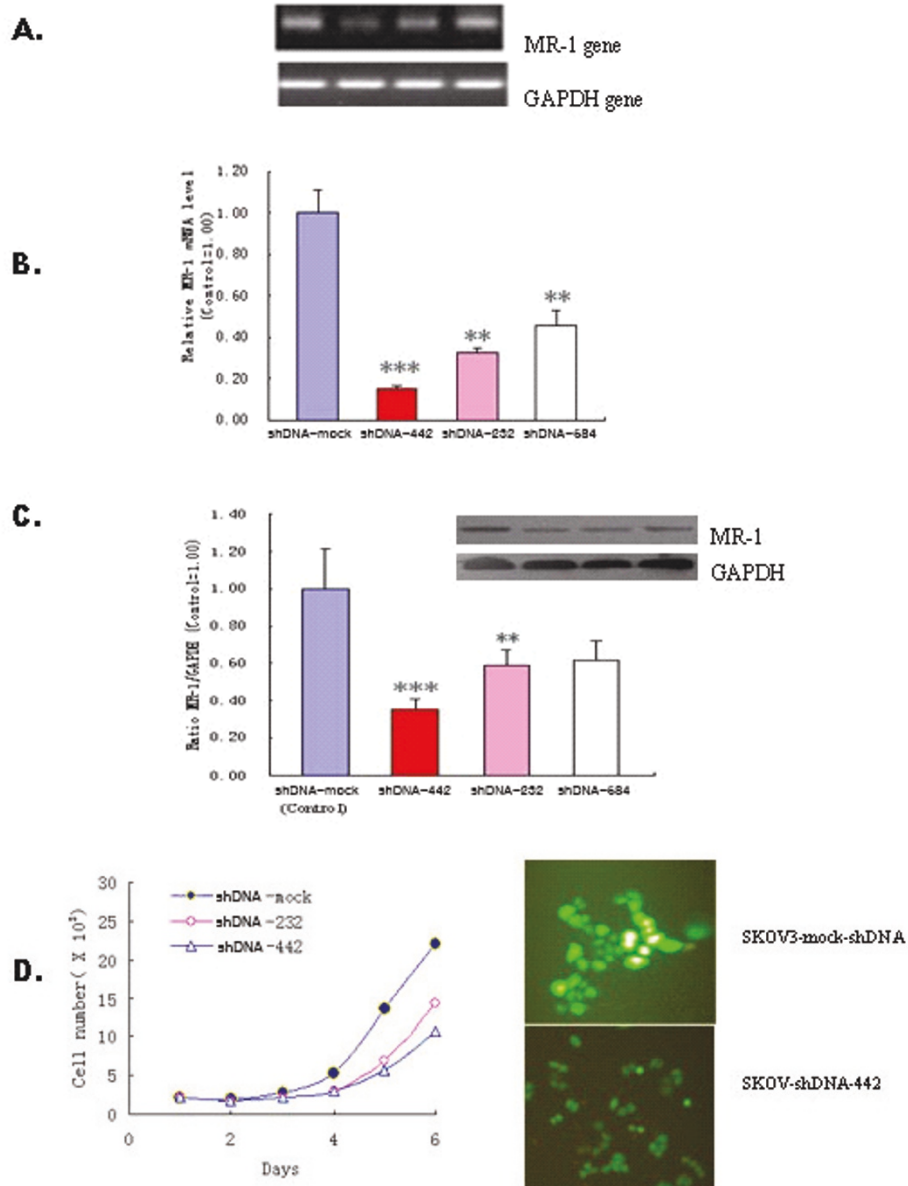 A.
MR-1 gene
GAPDH gene
B.
Relative MR-1 mRNA level
(Control=1.00)
1.20
1.00
0.80
0.60
0.40
0.20
0.00
***
**
**
shDNA-mock shDNA-442 shDNA-232 shDNA-684
C.
Ratio MR-1/GAPDH (Control=1.00)
1.40
1.20
1.00
0.80
0.60
0.40
0.20
0.00
***
**
MR-1
GAPDH
shDNA-mock shDNA-442 shDNA-232 shDNA-684
(Control)
D.
Cell number( X 10³)
30
25
20
15
10
5
0
shDNA-mock
shDNA-232
shDNA-442
0 2 4 6
Days
SKOV3-mock-shDNA
SKOV-shDNA-442